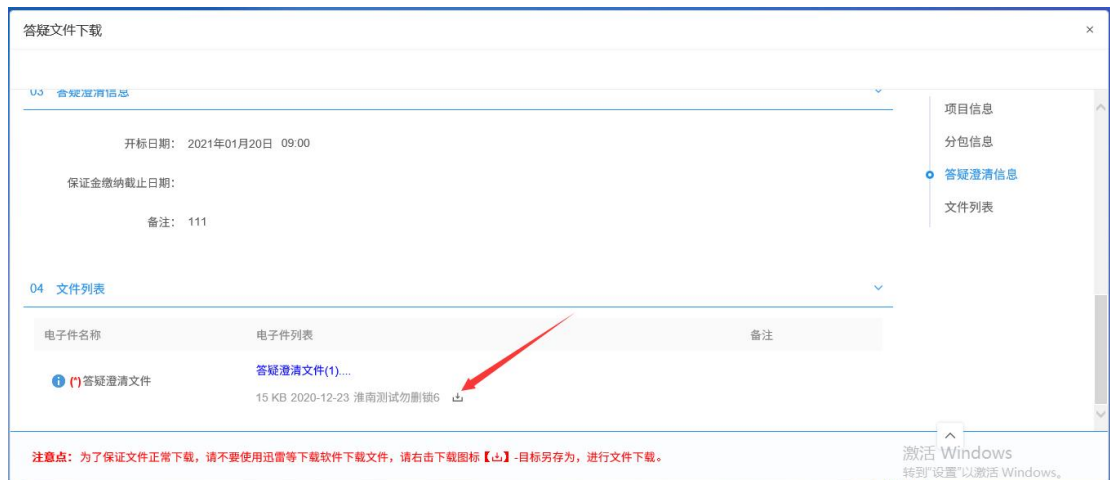 答疑文件下载
×
03 答疑澄清信息
开标日期： 2021年01月20日 09:00
保证金缴纳截止日期：
备注： 111
04 文件列表
电子件名称 电子件列表 备注
(*)答疑澄清文件
答疑澄清文件(1)....
15 KB 2020-12-23 淮南测试勿删锁6
注意点：为了保证文件正常下载，请不要使用迅雷等下载软件下载文件，请右击下载图标【】-目标另存为，进行文件下载。
项目信息
分包信息
答疑澄清信息
文件列表
激活 Windows
转到"设置"以激活 Windows。